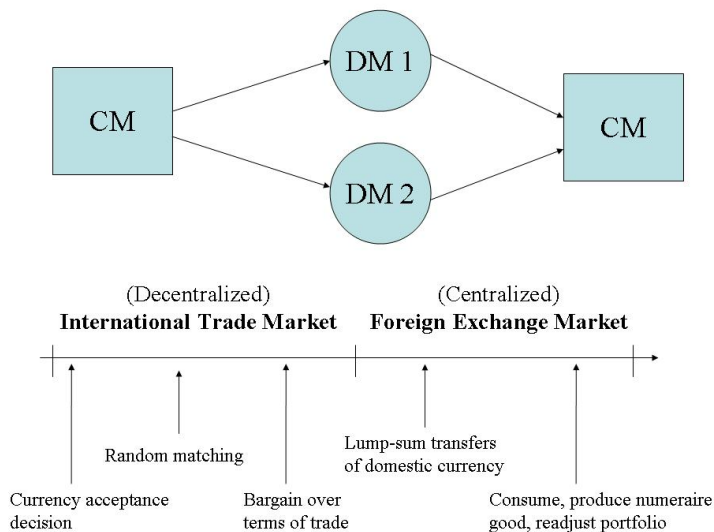 DM 1
CM
CM
DM 2
(Decentralized)
International Trade Market
(Centralized)
Foreign Exchange Market
Random matching
Lump-sum transfers
of domestic currency
Currency acceptance
decision
Bargain over
terms of trade
Consume, produce numeraire
good, readjust portfolio